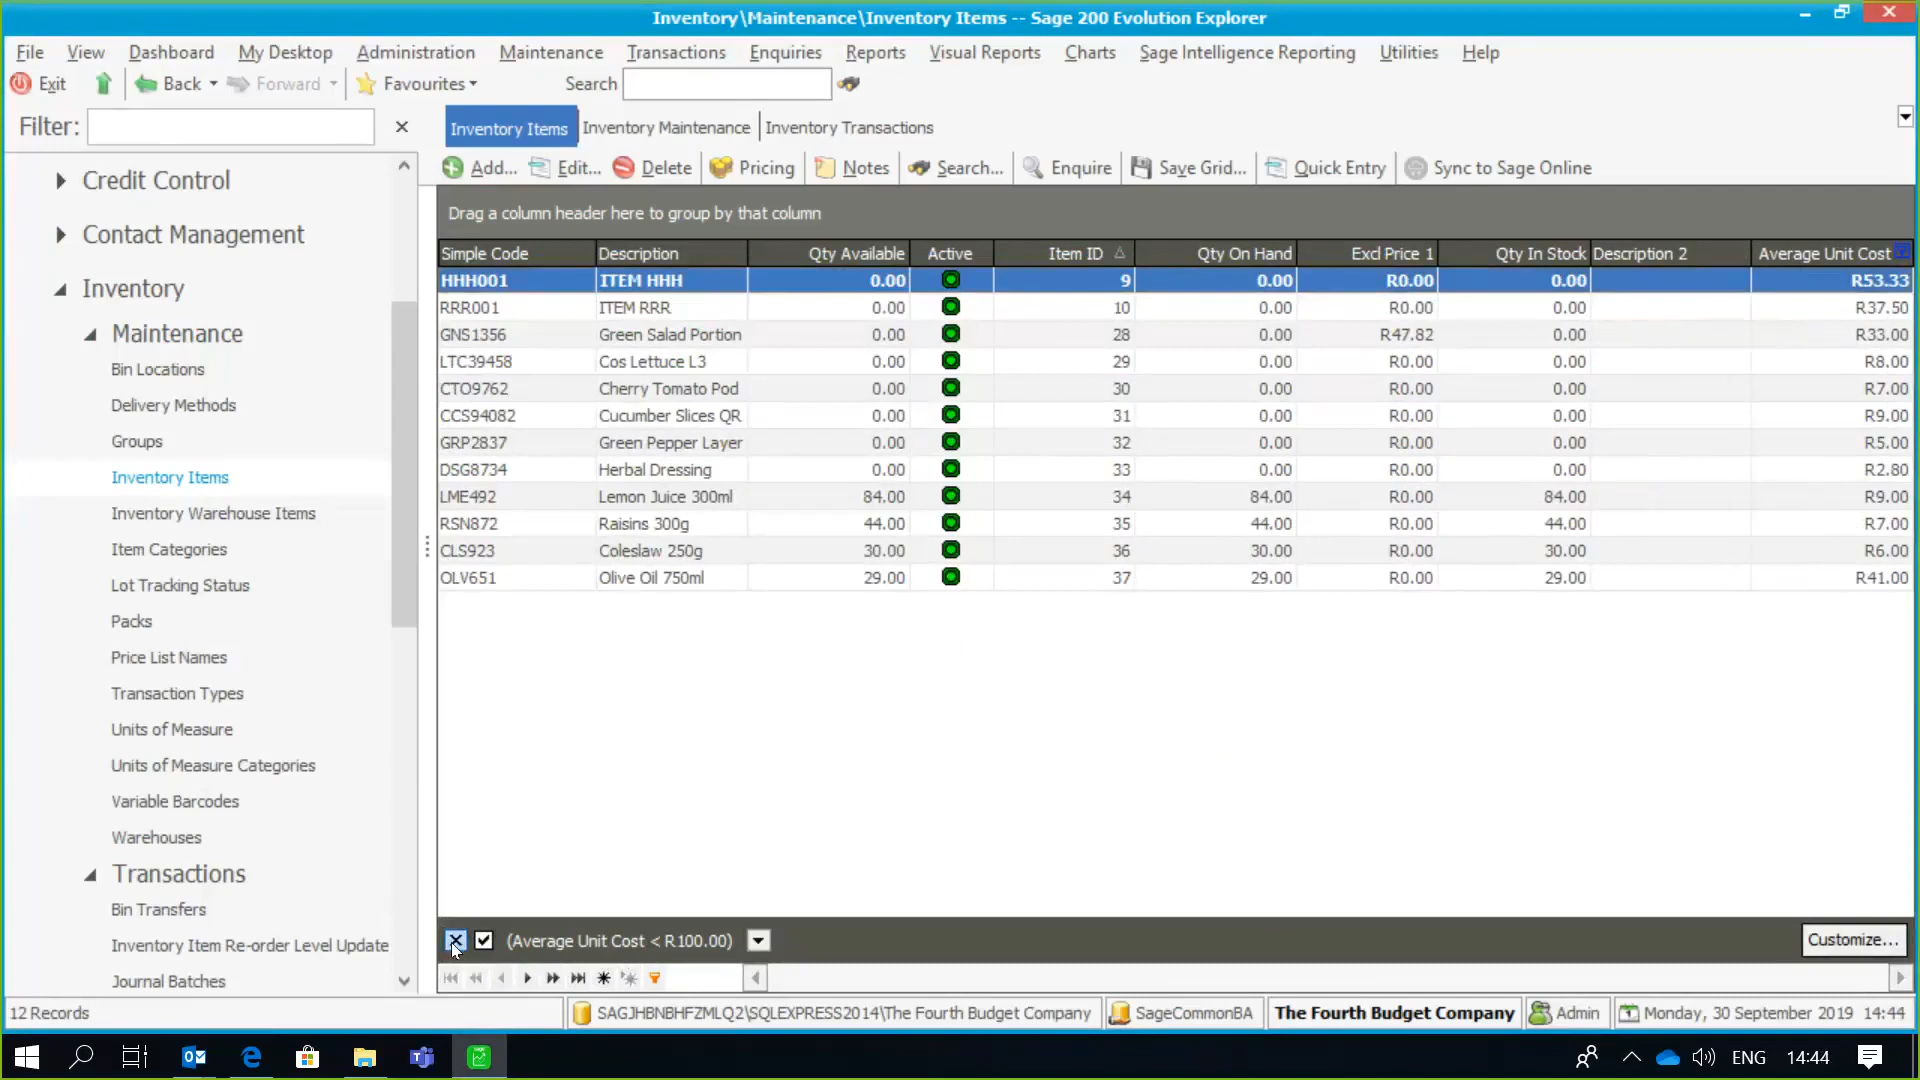 Inventory\Maintenance\Inventory Items -- Sage 200 Evolution Explorer
File View Dashboard My Desktop Administration Maintenance Transactions Enquiries Reports Visual Reports Charts Sage Intelligence Reporting Utilities Help
Exit Back Forward Favourites Search
Filter:
Inventory Items Inventory Maintenance Inventory Transactions
Add... Edit... Delete Pricing Notes Search... Enquire Save Grid... Quick Entry Sync to Sage Online
Credit Control
Contact Management
Inventory
Maintenance
Bin Locations
Delivery Methods
Groups
Inventory Items
Inventory Warehouse Items
Item Categories
Lot Tracking Status
Packs
Price List Names
Transaction Types
Units of Measure
Units of Measure Categories
Variable Barcodes
Warehouses
Transactions
Bin Transfers
Inventory Item Re-order Level Update
Journal Batches
Drag a column header here to group by that column
Simple Code Description Qty Available Active Item ID Qty On Hand Excl Price 1 Qty In Stock Description 2 Average Unit Cost
HHH001 ITEM HHH 0.00 9 0.00 R0.00 0.00 R53.33
RRR001 ITEM RRR 0.00 10 0.00 R0.00 0.00 R37.50
GNS1356 Green Salad Portion 0.00 28 0.00 R47.82 0.00 R33.00
LTC39458 Cos Lettuce L3 0.00 29 0.00 R0.00 0.00 R8.00
CTO9762 Cherry Tomato Pod 0.00 30 0.00 R0.00 0.00 R7.00
CCS94082 Cucumber Slices QR 0.00 31 0.00 R0.00 0.00 R9.00
GRP2837 Green Pepper Layer 0.00 32 0.00 R0.00 0.00 R5.00
DSG8734 Herbal Dressing 0.00 33 0.00 R0.00 0.00 R2.80
LME492 Lemon Juice 300ml 84.00 34 84.00 R0.00 84.00 R9.00
RSN872 Raisins 300g 44.00 35 44.00 R0.00 44.00 R7.00
CLS923 Coleslaw 250g 30.00 36 30.00 R0.00 30.00 R6.00
OLV651 Olive Oil 750ml 29.00 37 29.00 R0.00 29.00 R41.00
(Average Unit Cost < R100.00) Customize...
12 Records SAGJHBNBHFZMLQ2\SQLEXPRESS2014\The Fourth Budget Company SageCommonBA The Fourth Budget Company Admin Monday, 30 September 2019 14:44
ENG 14:44